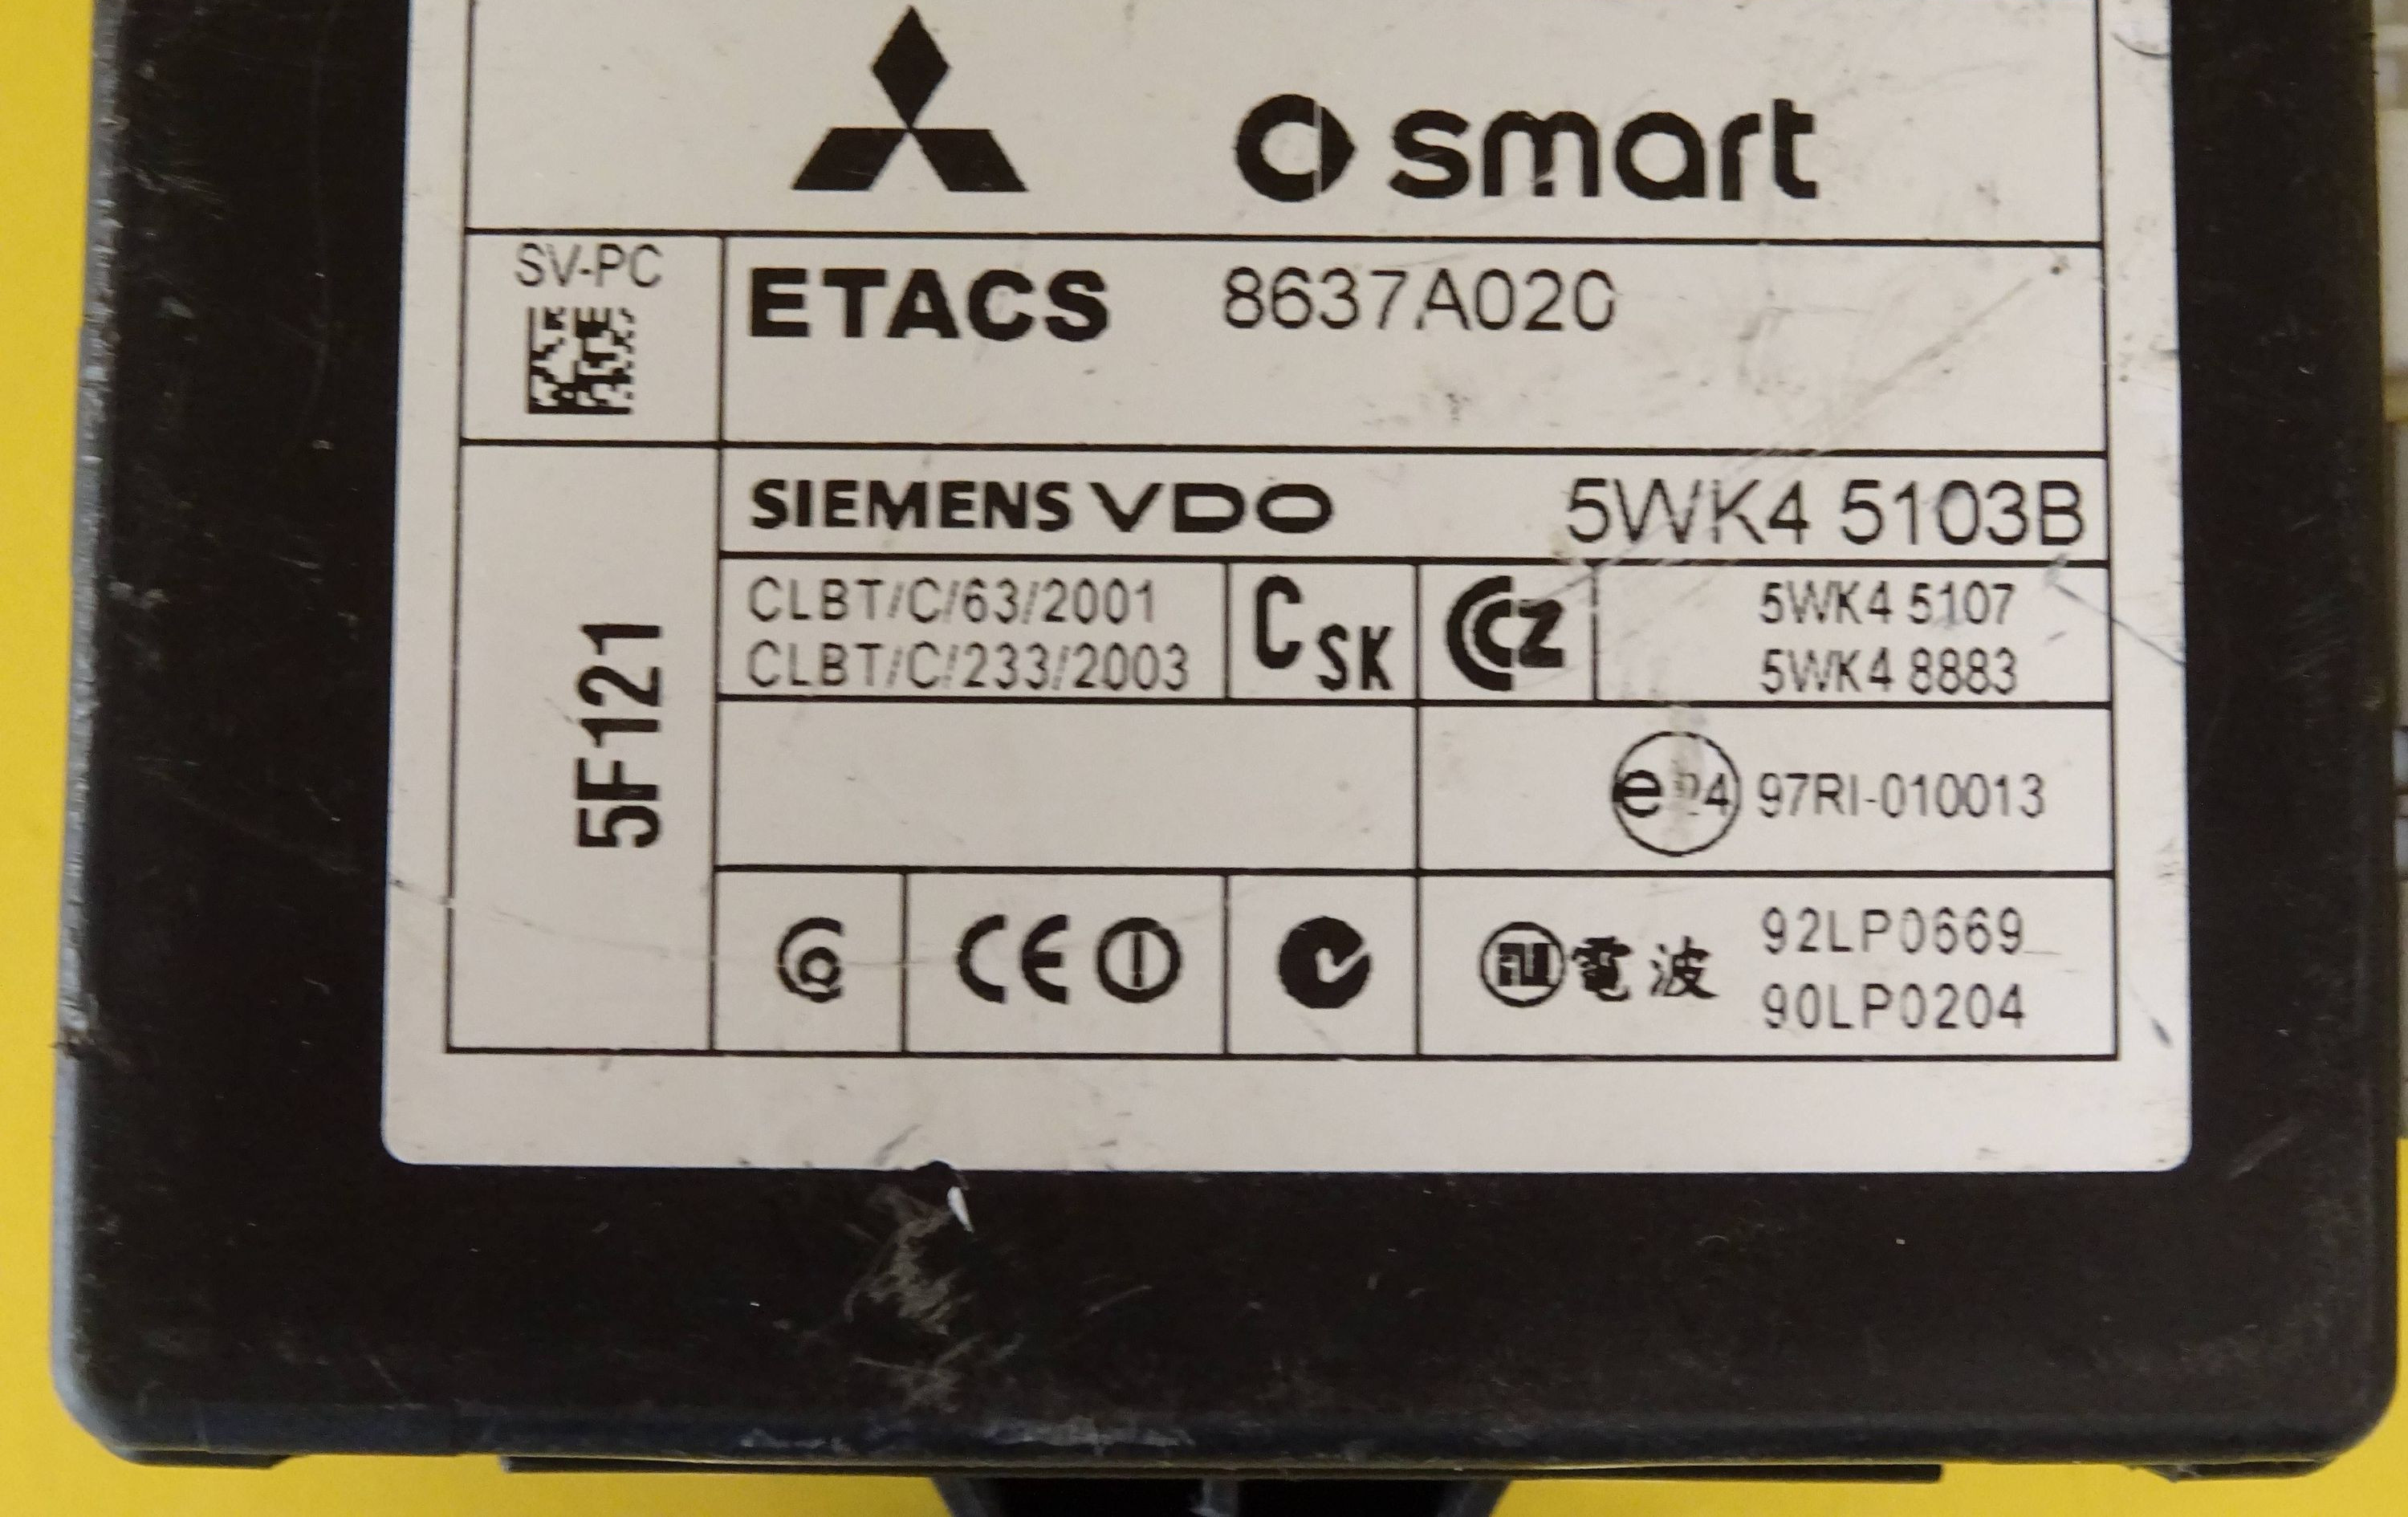 smart
SV-PC
ETACS 8637A020
SIEMENS VDO 5WK4 5103B
5F121
CLBT/C/63/2001
CLBT/C/233/2003
CSK
CCZ
5WK4 5107
5WK4 8883
e24 97RI-010013
CE
電波
92LP0669
90LP0204